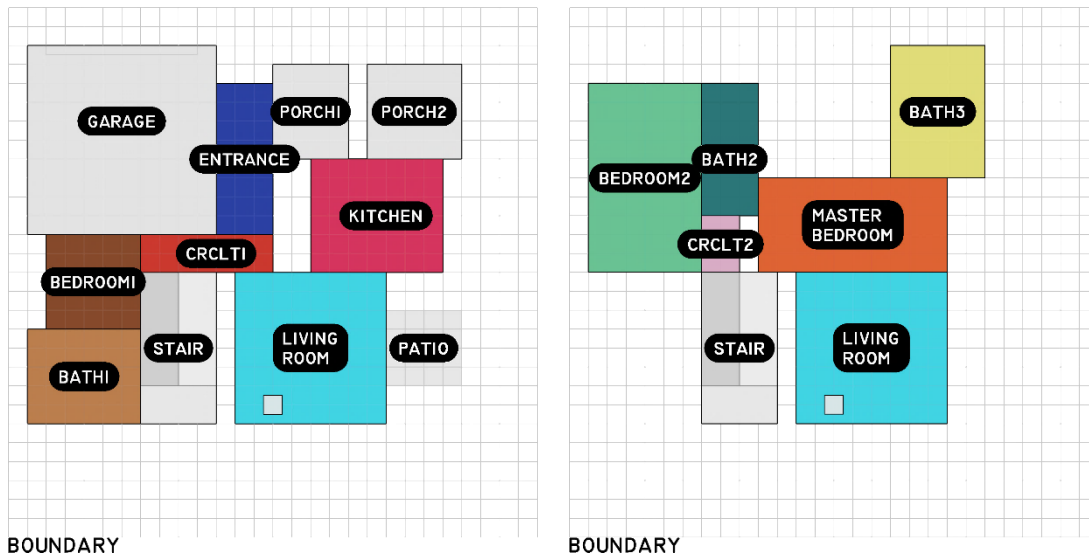 GARAGE
PORCH1
PORCH2
ENTRANCE
KITCHEN
CRCLT1
BEDROOM1
STAIR
LIVING
ROOM
PATIO
BATH1
BOUNDARY
BATH3
BATH2
BEDROOM2
MASTER
BEDROOM
CRCLT2
STAIR
LIVING
ROOM
BOUNDARY